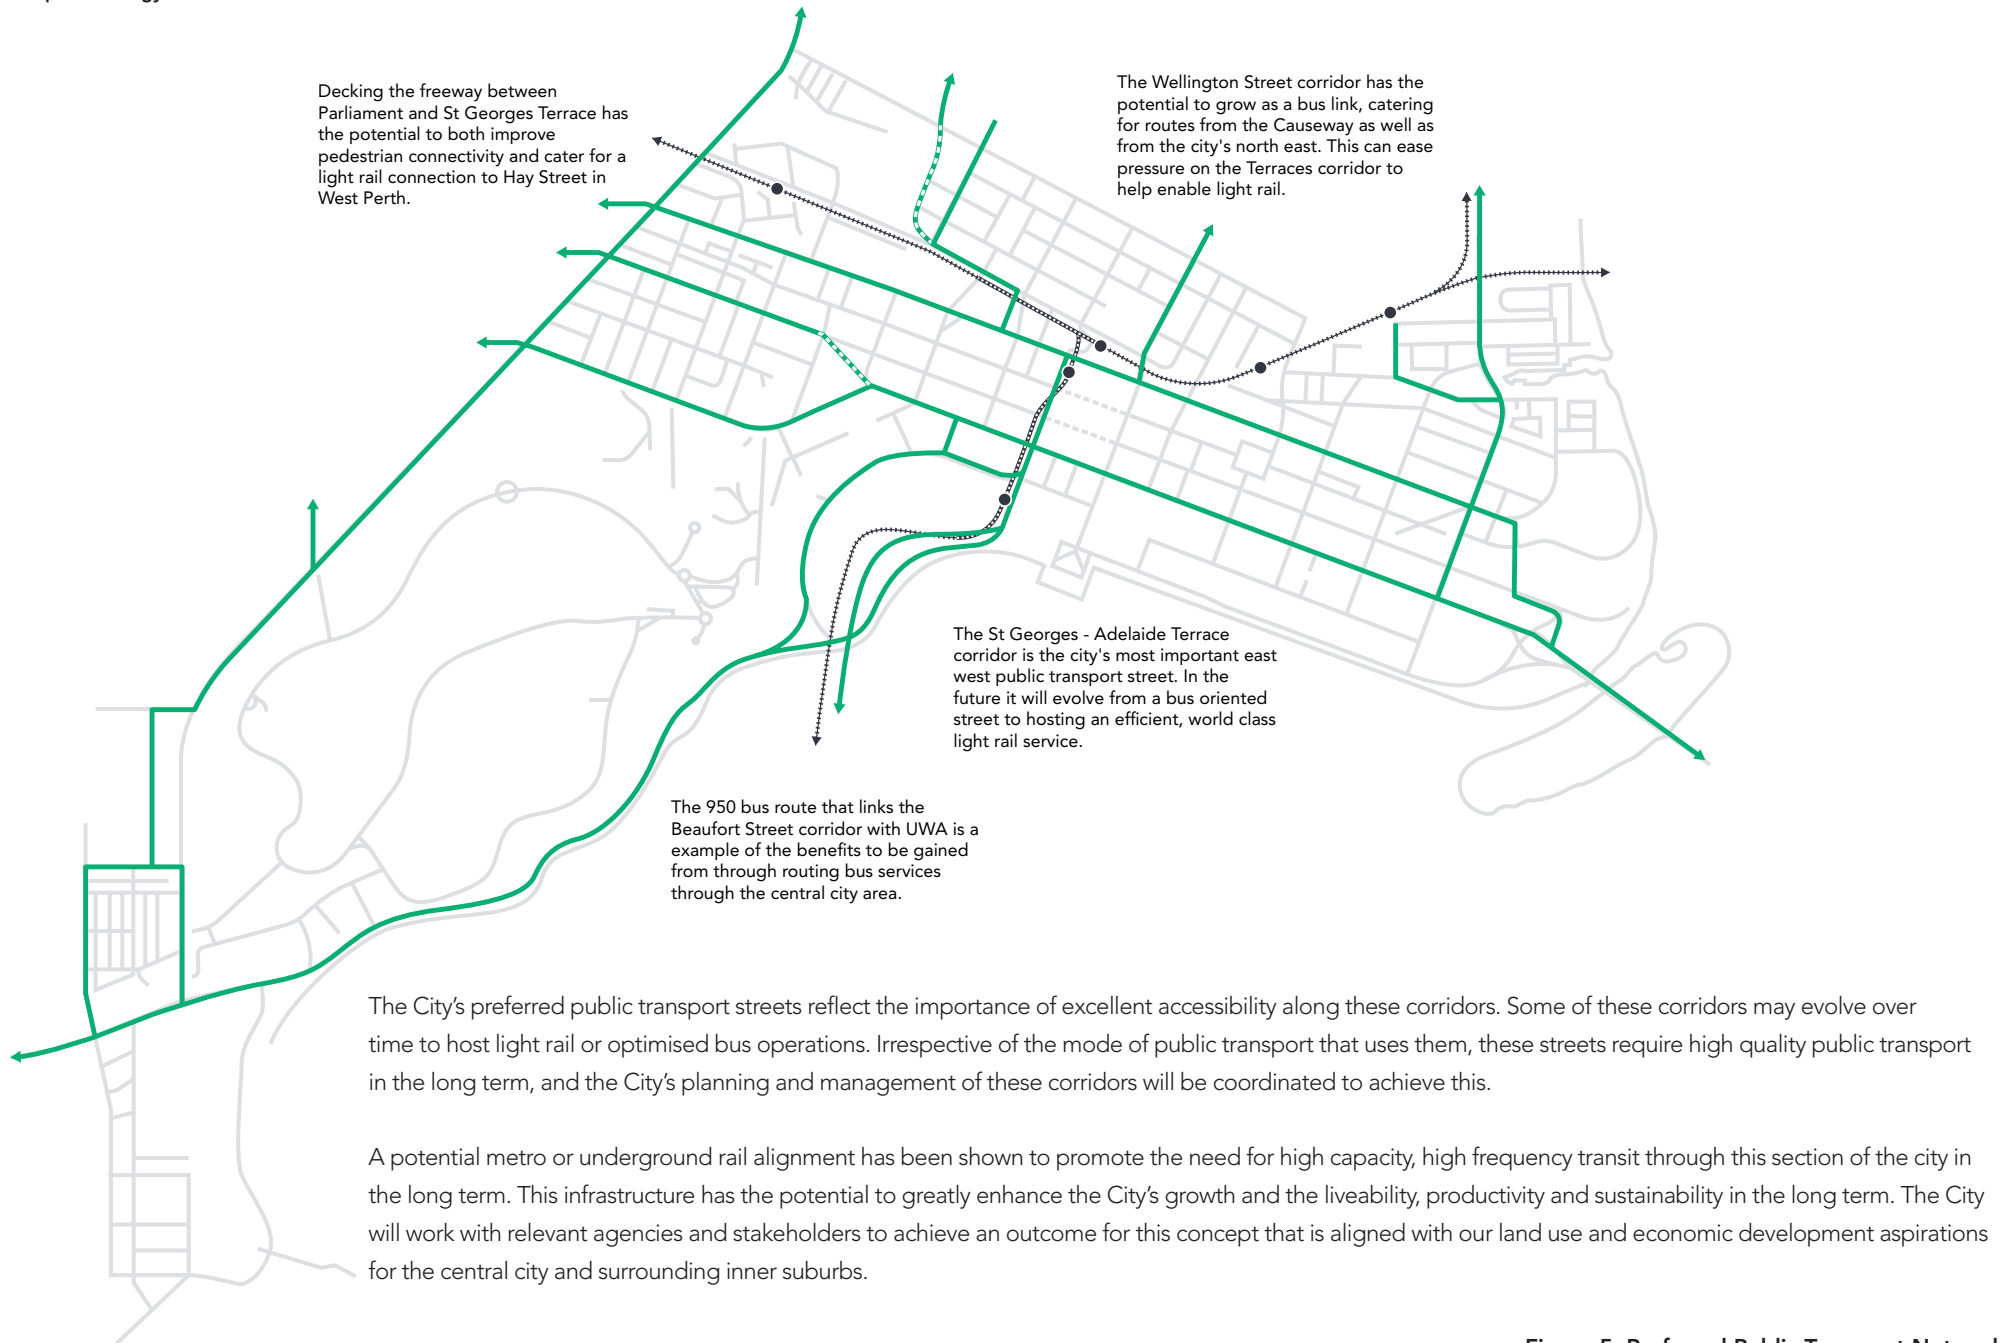 Decking the freeway between
Parliament and St Georges Terrace has
the potential to both improve
pedestrian connectivity and cater for a
light rail connection to Hay Street in
West Perth.
The Wellington Street corridor has the
potential to grow as a bus link, catering
for routes from the Causeway as well as
from the city's north east. This can ease
pressure on the Terraces corridor to
help enable light rail.
The St Georges - Adelaide Terrace
corridor is the city's most important east
west public transport street. In the
future it will evolve from a bus oriented
street to hosting an efficient, world class
light rail service.
The 950 bus route that links the
Beaufort Street corridor with UWA is a
example of the benefits to be gained
from through routing bus services
through the central city area.
The City’s preferred public transport streets reflect the importance of excellent accessibility along these corridors. Some of these corridors may evolve over
time to host light rail or optimised bus operations. Irrespective of the mode of public transport that uses them, these streets require high quality public transport
in the long term, and the City’s planning and management of these corridors will be coordinated to achieve this.
A potential metro or underground rail alignment has been shown to promote the need for high capacity, high frequency transit through this section of the city in
the long term. This infrastructure has the potential to greatly enhance the City’s growth and the liveability, productivity and sustainability in the long term. The City
will work with relevant agencies and stakeholders to achieve an outcome for this concept that is aligned with our land use and economic development aspirations
for the central city and surrounding inner suburbs.